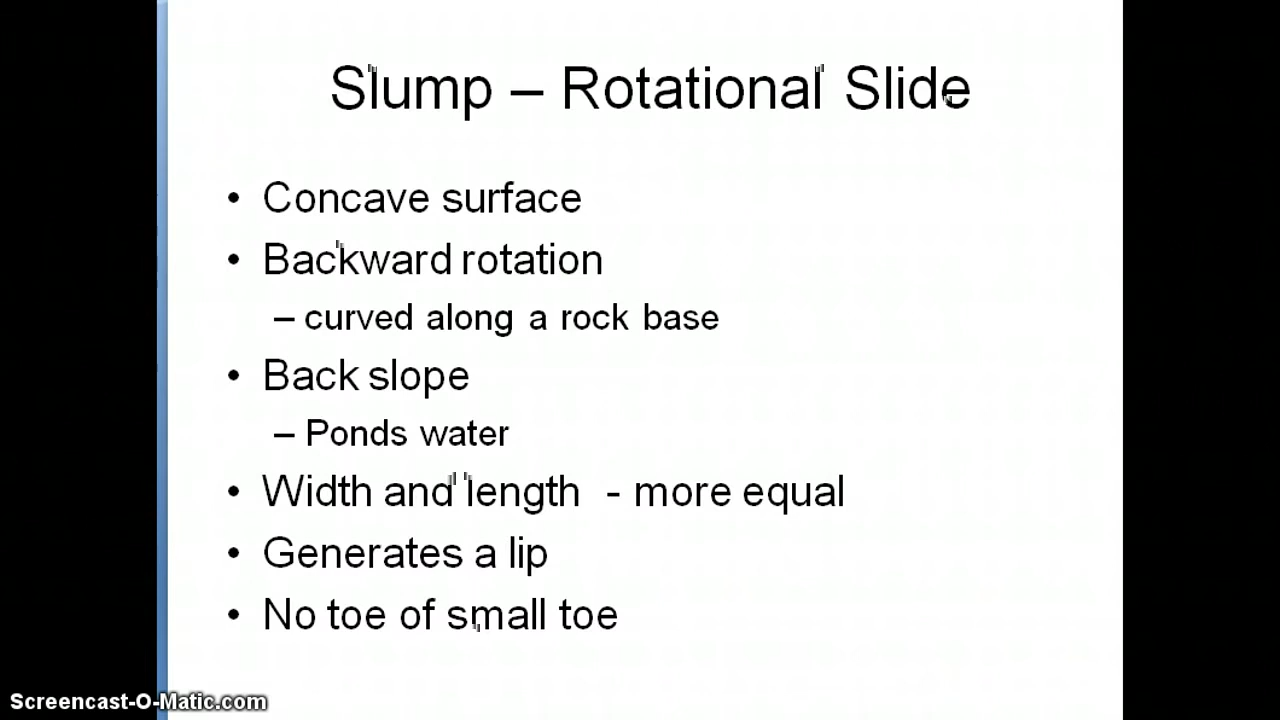 Slump – Rotational Slide
• Concave surface
• Backward rotation
– curved along a rock base
• Back slope
– Ponds water
• Width and length - more equal
• Generates a lip
• No toe of small toe
Screencast-O-Matic.com